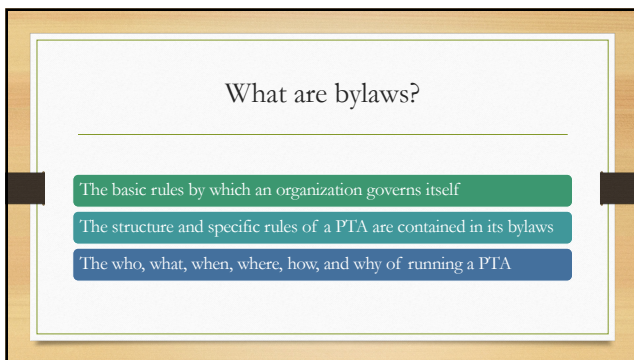 What are bylaws?
The basic rules by which an organization governs itself
The structure and specific rules of a PTA are contained in its bylaws
The who, what, when, where, how, and why of running a PTA